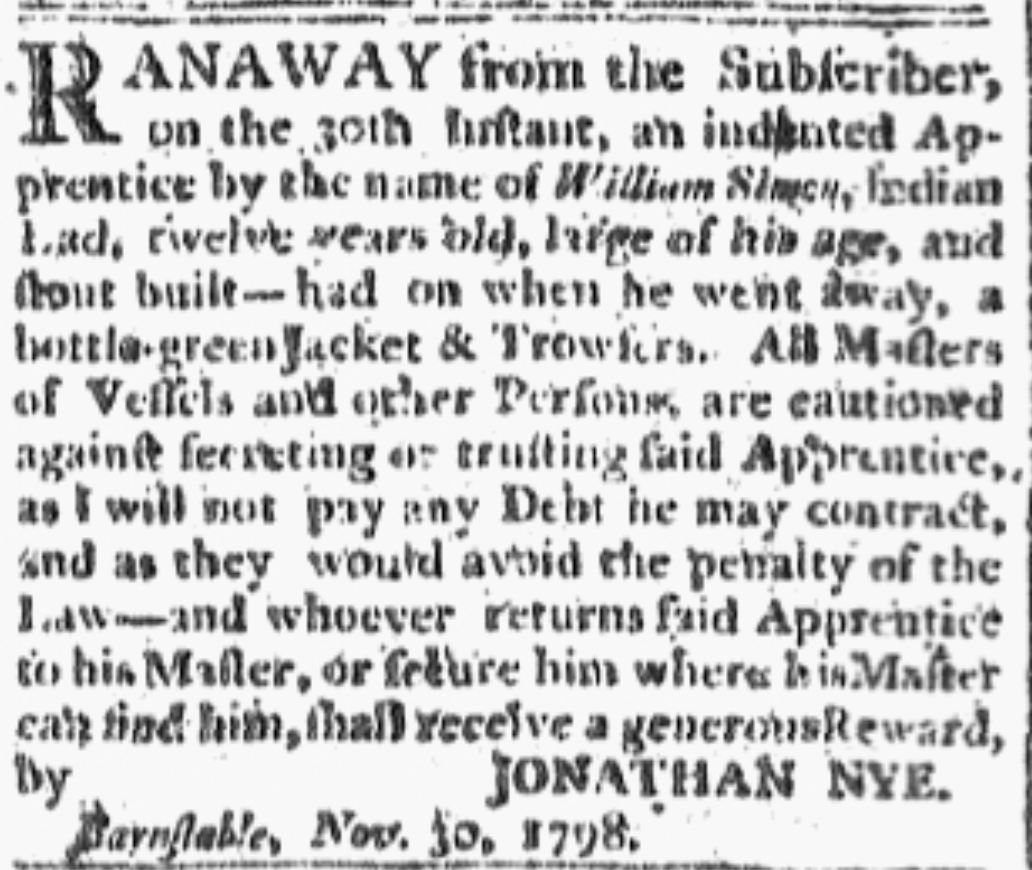 RANAWAY from the Subſcriber,
on the 30th Inſtant, an indented Ap-
prentice by the name of William Simon, Indian
Lad, twelve years old, large of his age, and
ſtout built—had on when he went away, a
bottle-green Jacket & Trowſers. All Maſters
of Veſſels and other Perſons, are cautioned
againſt ſecreting or truſting ſaid Apprentice,
as I will not pay any Debt he may contract,
and as they would avoid the penalty of the
Law—and whoever returns ſaid Apprentice
to his Maſter, or ſecure him where his Maſter
can find him, ſhall receive a generous Reward,
by JONATHAN NYE.
Barnſtable, Nov. 30, 1798.